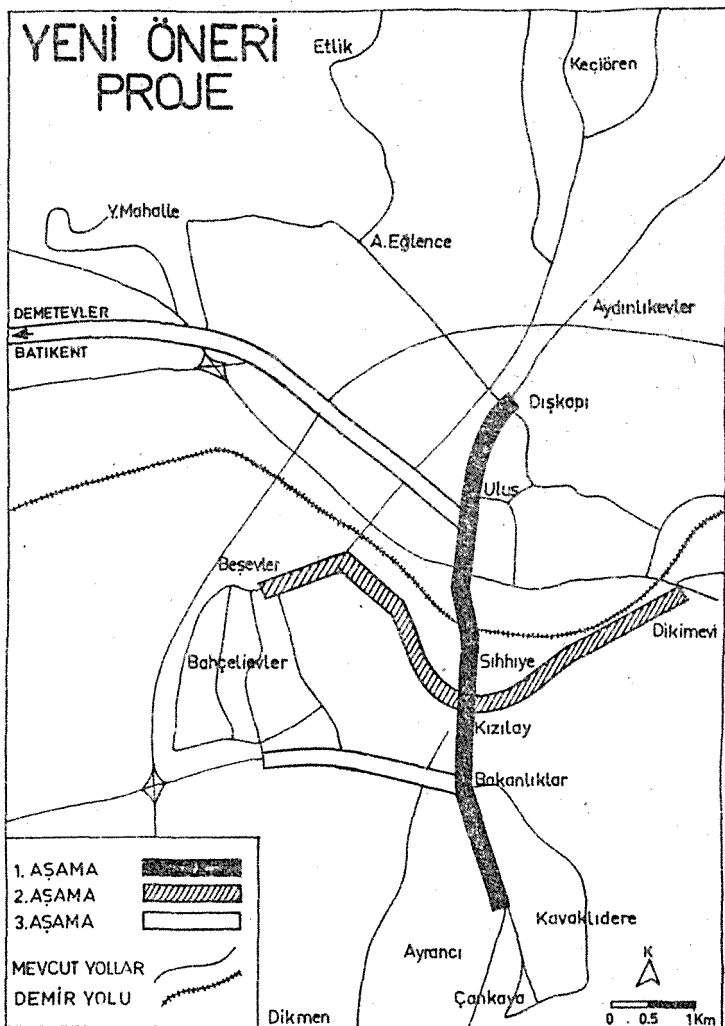 YENİ ÖNERİ
PROJE
Etlik
Keçiören
Y.Mahalle
A.Eğlence
Aydınlıkevler
DEMETEVLER
BATIKENT
Dışkapı
Ulus
Beşevler
Dikimevi
Bahçelievler
Sıhhıye
Kızılay
Bakanlıklar
1. AŞAMA
2. AŞAMA
3. AŞAMA
MEVCUT YOLLAR
DEMİR YOLU
Kavaklıdere
Ayrancı
Çankaya
Dikmen
K
0 0.5 1Km